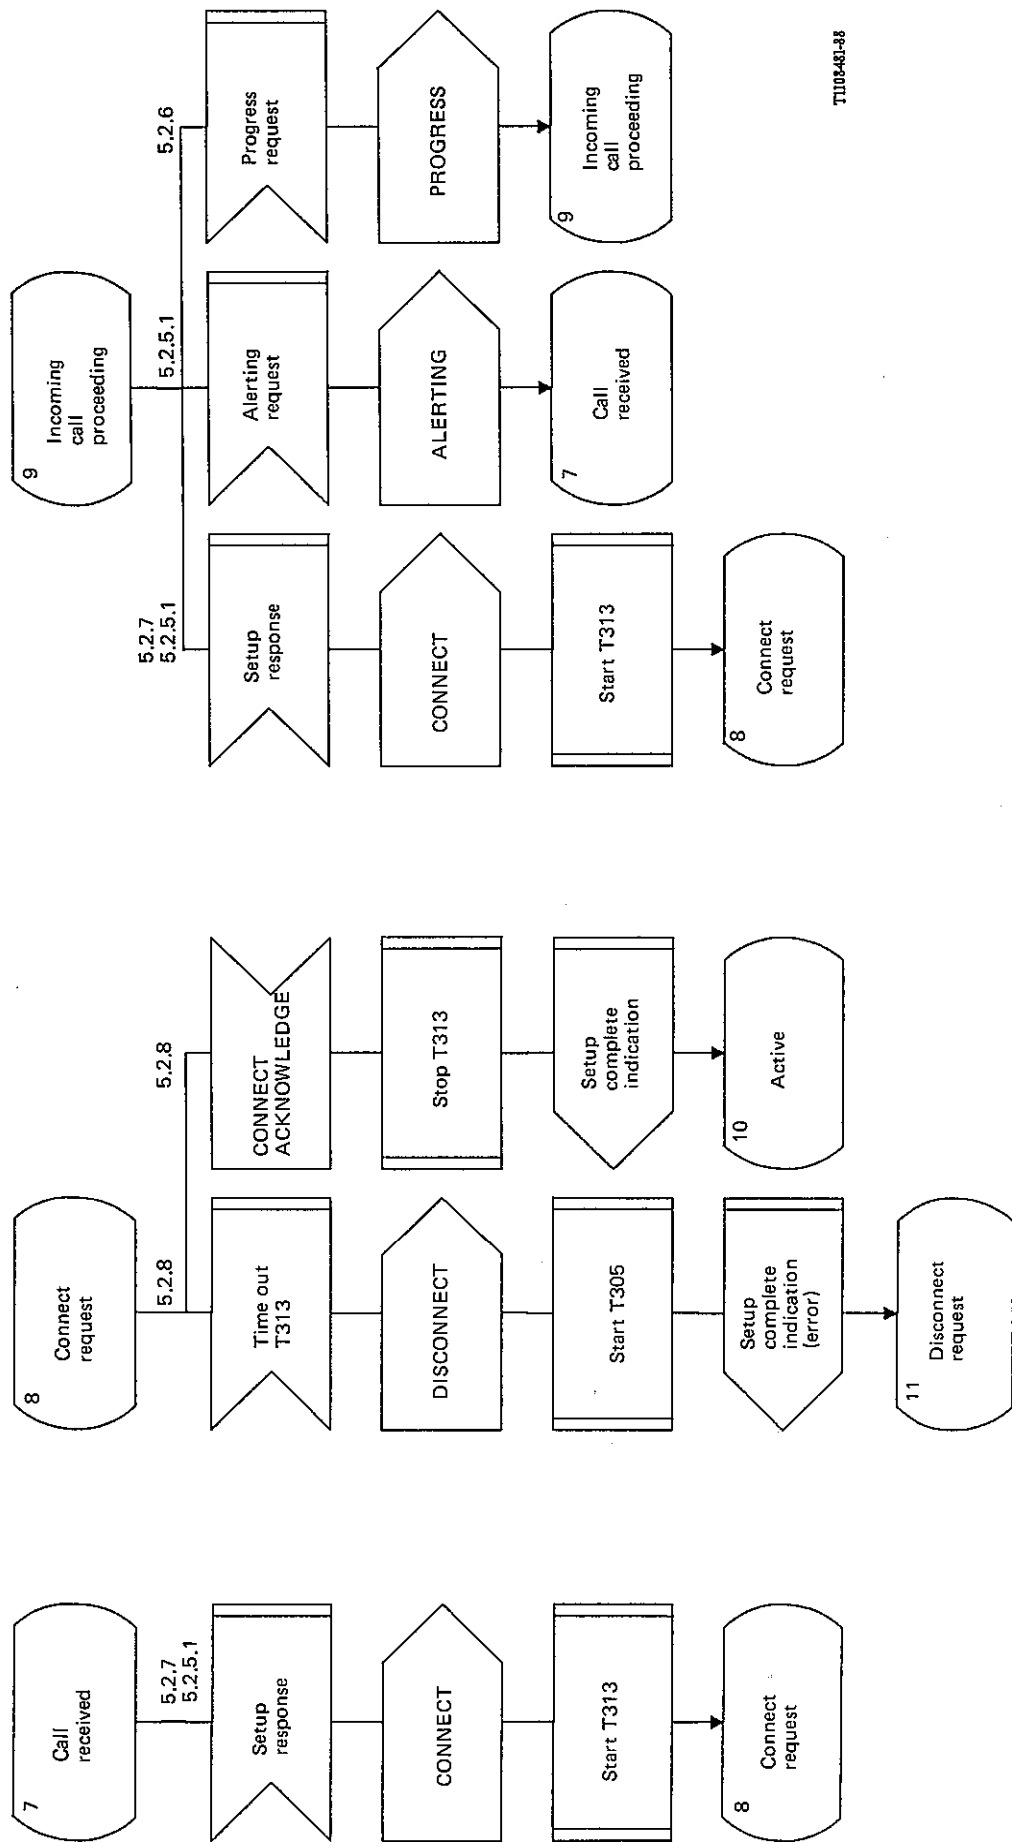 7
Call
received
5.2.7
5.2.5.1
Setup
response
CONNECT
Start T313
8
Connect
request
8
Connect
request
5.2.8
5.2.8
Time out
T313
DISCONNECT
Start T305
Setup
complete
indication
(error)
11
Disconnect
request
CONNECT
ACKNOWLEDGE
Stop T313
Setup
complete
indication
10
Active
9
Incoming
call
proceeding
5.2.7
5.2.5.1
5.2.5.1
5.2.6
Setup
response
CONNECT
Start T313
8
Connect
request
Alerting
request
ALERTING
7
Call
received
Progress
request
PROGRESS
9
Incoming
call
proceeding
T1108481-88